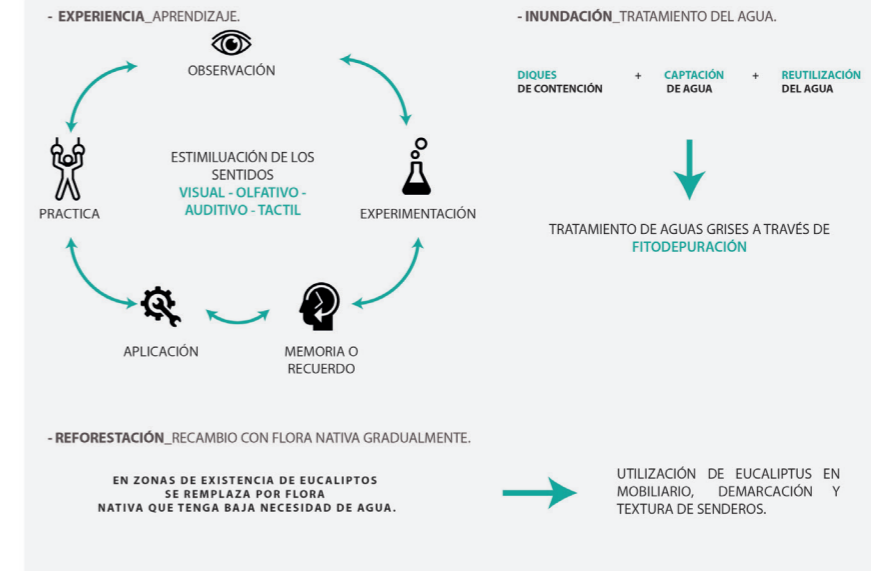 - EXPERIENCIA_APRENDIZAJE.
OBSERVACIÓN
PRACTICA
ESTIMILUACIÓN DE LOS
SENTIDOS
VISUAL - OLFATIVO -
AUDITIVO - TACTIL
EXPERIMENTACIÓN
APLICACIÓN
MEMORIA O
RECUERDO
- INUNDACIÓN_TRATAMIENTO DEL AGUA.
DIQUES + CAPTACIÓN + REUTILIZACIÓN
DE CONTENCIÓN DE AGUA DEL AGUA
TRATAMIENTO DE AGUAS GRISES A TRAVÉS DE
FITODEPURACIÓN
- REFORESTACIÓN_RECAMBIO CON FLORA NATIVA GRADUALMENTE.
EN ZONAS DE EXISTENCIA DE EUCALIPTOS
SE REMPLAZA POR FLORA
NATIVA QUE TENGA BAJA NECESIDAD DE AGUA.
UTILIZACIÓN DE EUCALIPTUS EN
MOBILIARIO, DEMARCACIÓN Y
TEXTURA DE SENDEROS.